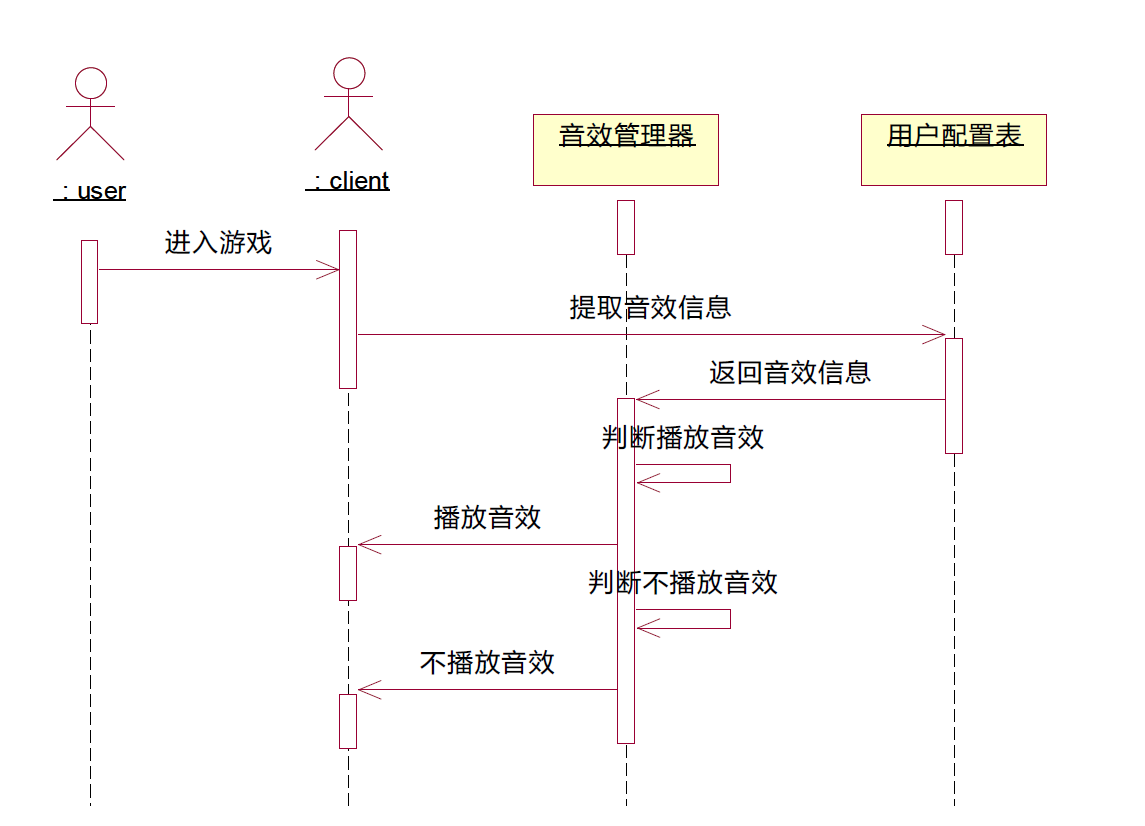 : user
: client
音效管理器
用户配置表
进入游戏
提取音效信息
返回音效信息
判断播放音效
播放音效
判断不播放音效
不播放音效